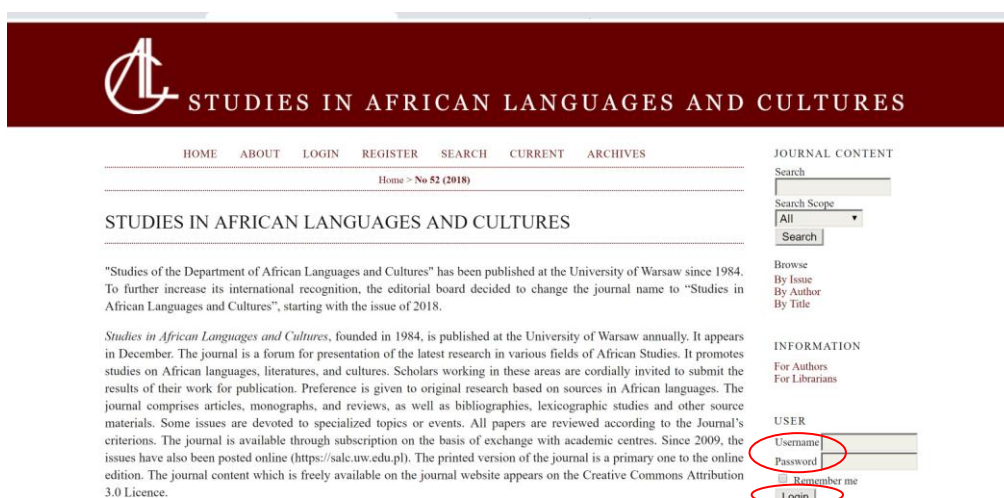 STUDIES IN AFRICAN LANGUAGES AND CULTURES
HOME ABOUT LOGIN REGISTER SEARCH CURRENT ARCHIVES
Home > No 52 (2018)
STUDIES IN AFRICAN LANGUAGES AND CULTURES
"Studies of the Department of African Languages and Cultures" has been published at the University of Warsaw since 1984.
To further increase its international recognition, the editorial board decided to change the journal name to “Studies in
African Languages and Cultures”, starting with the issue of 2018.
Studies in African Languages and Cultures, founded in 1984, is published at the University of Warsaw annually. It appears
in December. The journal is a forum for presentation of the latest research in various fields of African Studies. It promotes
studies on African languages, literatures, and cultures. Scholars working in these areas are cordially invited to submit the
results of their work for publication. Preference is given to original research based on sources in African languages. The
journal comprises articles, monographs, and reviews, as well as bibliographies, lexicographic studies and other source
materials. Some issues are devoted to specialized topics or events. All papers are reviewed according to the Journal’s
criterions. The journal is available through subscription on the basis of exchange with academic centres. Since 2009, the
issues have also been posted online (https://salc.uw.edu.pl). The printed version of the journal is a primary one to the online
edition. The journal content which is freely available on the journal website appears on the Creative Commons Attribution
3.0 Licence.
JOURNAL CONTENT
Search
Search Scope
All
Search
Browse
By Issue
By Author
By Title
INFORMATION
For Authors
For Librarians
USER
Username
Password
Remember me
Login